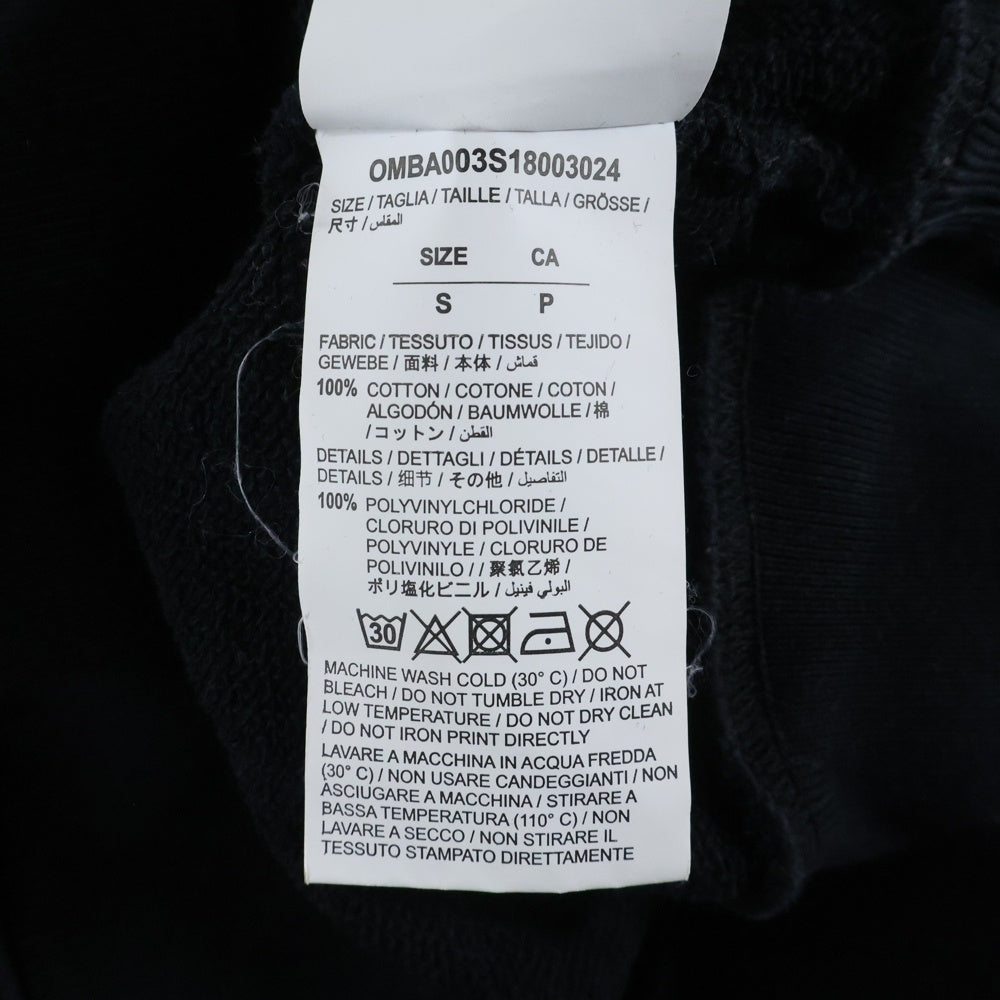 OMBA003S18003024
SIZE / TAGLIA / TAILLE / TALLA / GRÖSSE /
尺寸 / المقاس
SIZE CA
S P
FABRIC / TESSUTO / TISSUS / TEJIDO /
GEWEBE / 面料 / 本体 / قماش
100% COTTON / COTONE / COTON /
ALGODÓN / BAUMWOLLE / 棉
/ コットン / القطن
DETAILS / DETTAGLI / DÉTAILS / DETALLE /
DETAILS / 细节 / その他 / التفاصيل
100% POLYVINYLCHLORIDE /
CLORURO DI POLIVINILE /
POLYVINYLE / CLORURO DE
POLIVINILO / / 聚氯乙烯 /
ポリ塩化ビニル / البولي فينيل
30
MACHINE WASH COLD (30° C) / DO NOT
BLEACH / DO NOT TUMBLE DRY / IRON AT
LOW TEMPERATURE / DO NOT DRY CLEAN
/ DO NOT IRON PRINT DIRECTLY
LAVARE A MACCHINA IN ACQUA FREDDA
(30° C) / NON USARE CANDEGGIANTI / NON
ASCIUGARE A MACCHINA / STIRARE A
BASSA TEMPERATURA (110° C) / NON
LAVARE A SECCO / NON STIRARE IL
TESSUTO STAMPATO DIRETTAMENTE